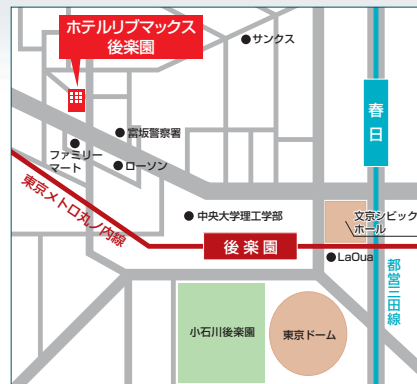 ホテルリブマックス
後楽園
サンクス
春日
富坂警察署
ファミリー
マート
ローソン
東京メトロ丸ノ内線
中央大学理工学部
文京シビック
ホール
後楽園
LaQua
都営三田線
小石川後楽園
東京ドーム